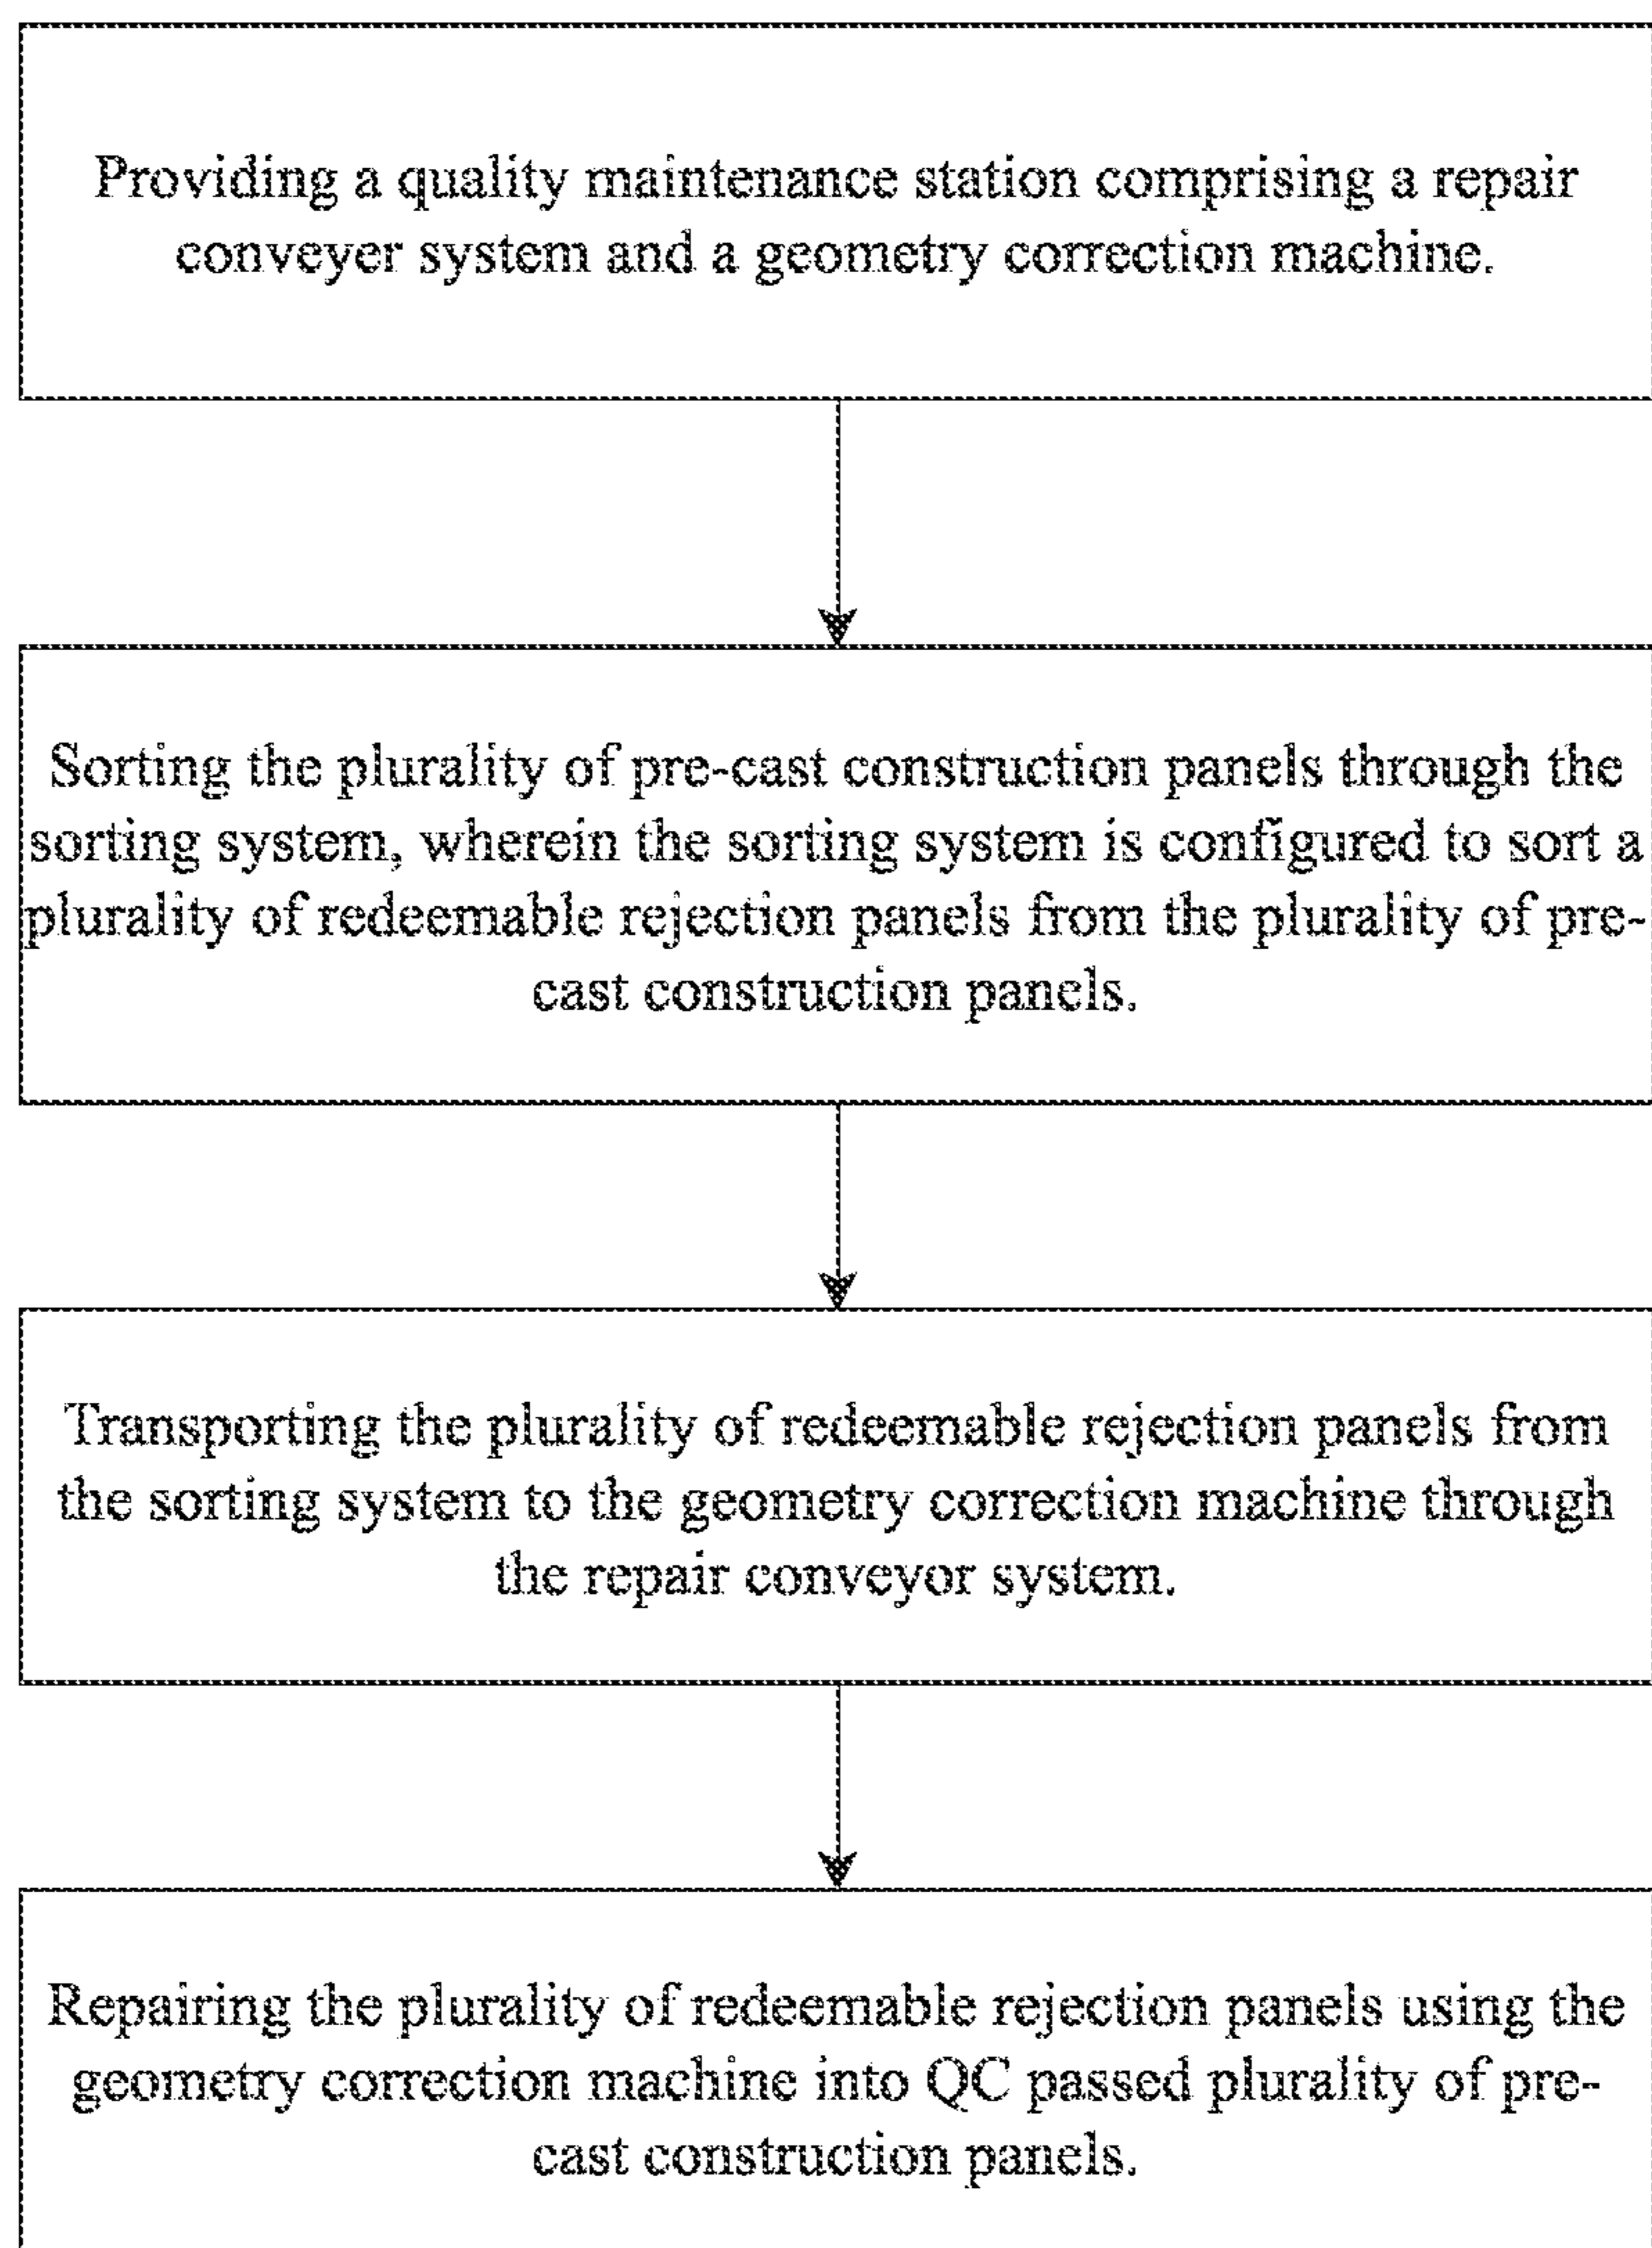 Providing a quality maintenance station comprising a repair
conveyer system and a geometry correction machine.
Sorting the plurality of pre-cast construction panels through the
sorting system, wherein the sorting system is configured to sort a
plurality of redeemable rejection panels from the plurality of pre-
cast construction panels.
Transporting the plurality of redeemable rejection panels from
the sorting system to the geometry correction machine through
the repair conveyor system.
Repairing the plurality of redeemable rejection panels using the
geometry correction machine into QC passed plurality of pre-
cast construction panels.